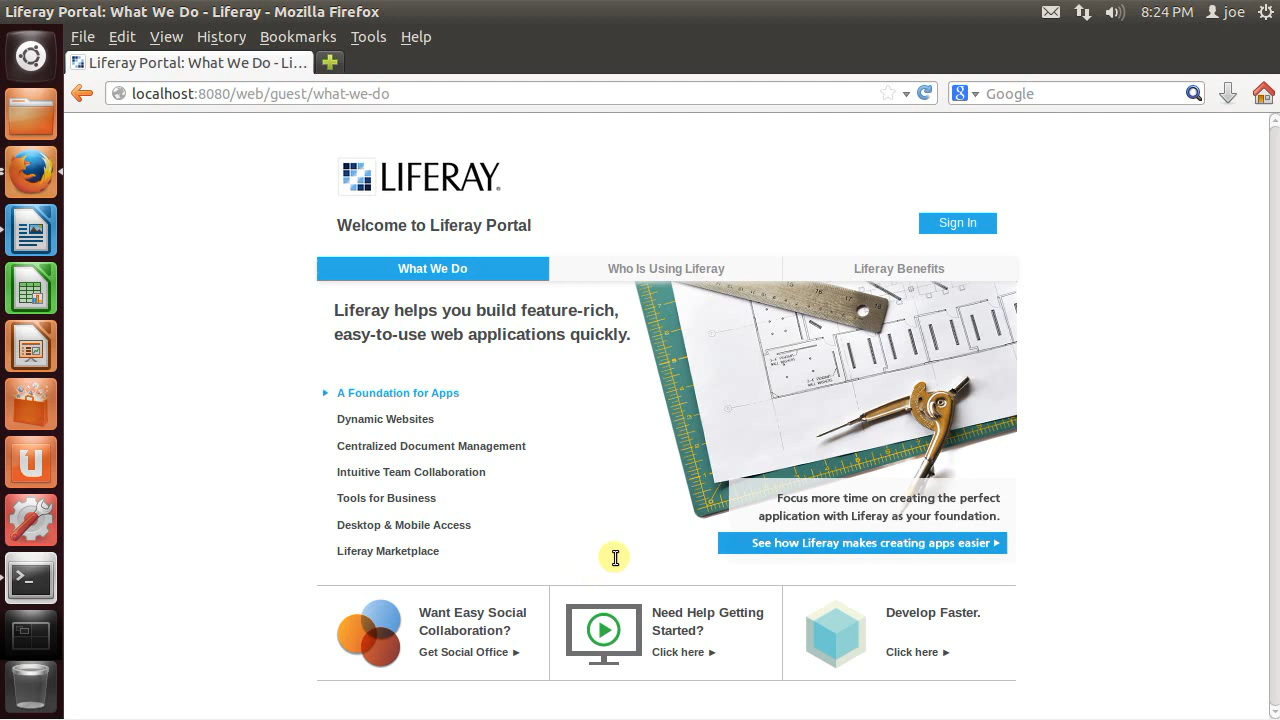 Liferay Portal: What We Do - Liferay - Mozilla Firefox
8:24 PM joe
File Edit View History Bookmarks Tools Help
Liferay Portal: What We Do - Li...
localhost:8080/web/guest/what-we-do
Google
LIFERAY.
Welcome to Liferay Portal
Sign In
What We Do
Who Is Using Liferay
Liferay Benefits
Liferay helps you build feature-rich,
easy-to-use web applications quickly.
A Foundation for Apps
Dynamic Websites
Centralized Document Management
Intuitive Team Collaboration
Tools for Business
Desktop & Mobile Access
Liferay Marketplace
Focus more time on creating the perfect
application with Liferay as your foundation.
See how Liferay makes creating apps easier
Want Easy Social
Collaboration?
Get Social Office ►
Need Help Getting
Started?
Click here ►
Develop Faster.
Click here ►